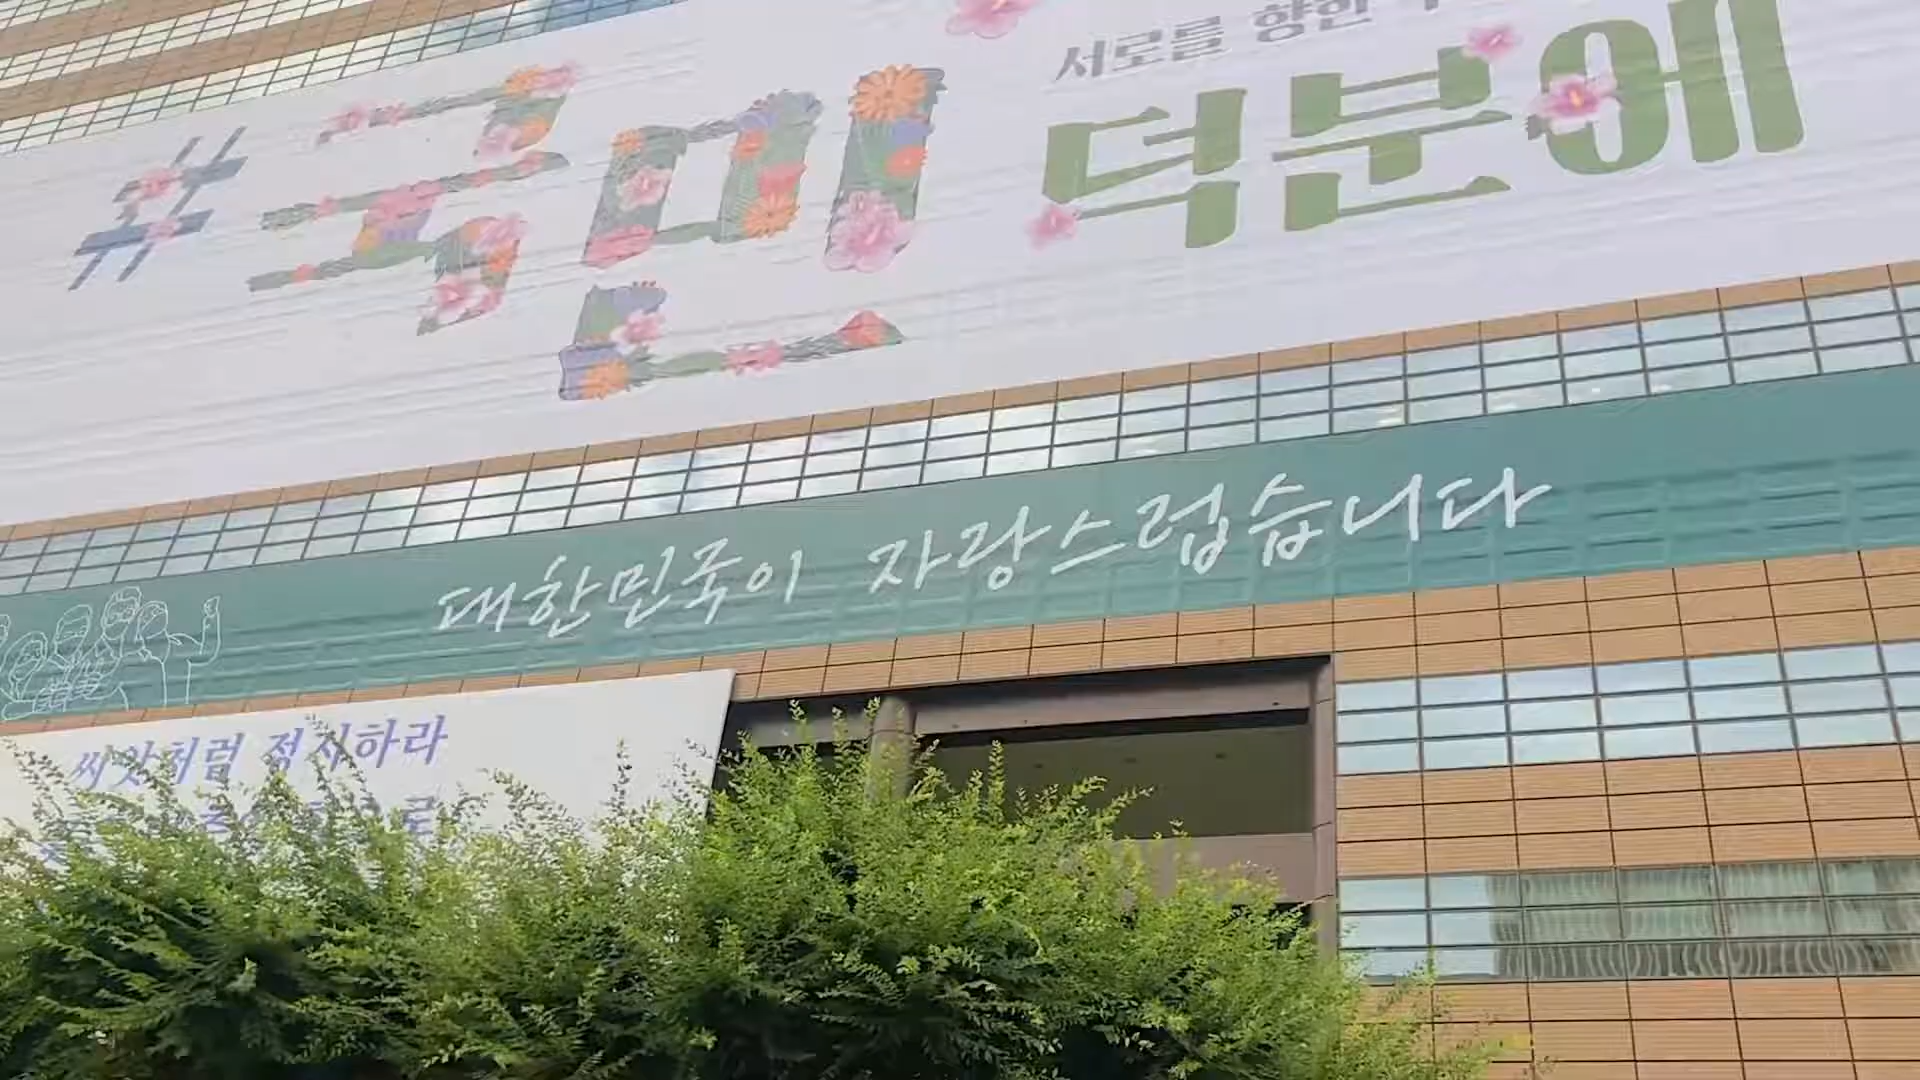 서로를 향한
#국민 덕분에
대한민국이 자랑스럽습니다
씨앗처럼 정지하라